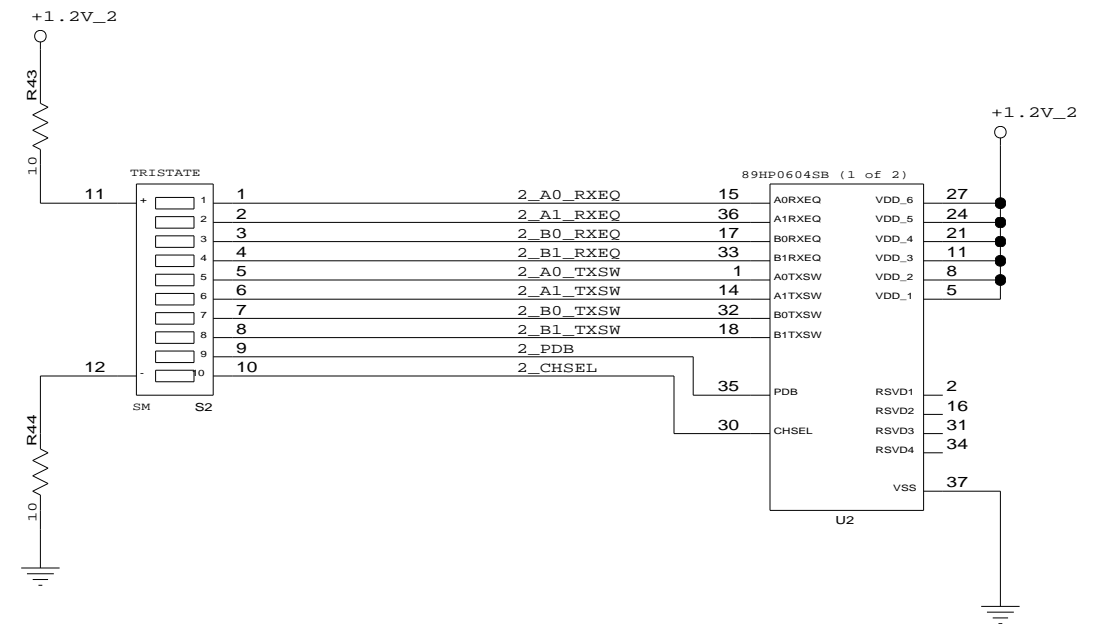 +1.2V_2
R43
10
+1.2V_2
TRISTATE
89HP0604SB (1 of 2)
11 + 1 1 2_A0_RXEQ 15 A0RXEQ VDD_6 27
2 2 2_A1_RXEQ 36 A1RXEQ VDD_5 24
3 3 2_B0_RXEQ 17 B0RXEQ VDD_4 21
4 4 2_B1_RXEQ 33 B1RXEQ VDD_3 11
5 5 2_A0_TXSW 1 A0TXSW VDD_2 8
6 6 2_A1_TXSW 14 A1TXSW VDD_1 5
7 7 2_B0_TXSW 32 B0TXSW
8 8 2_B1_TXSW 18 B1TXSW
9 9 2_PDB
12 - 10 10 2_CHSEL
35 PDB RSVD1 2
SM S2
RSVD2 16
30 CHSEL RSVD3 31
RSVD4 34
R44
10
VSS 37
U2